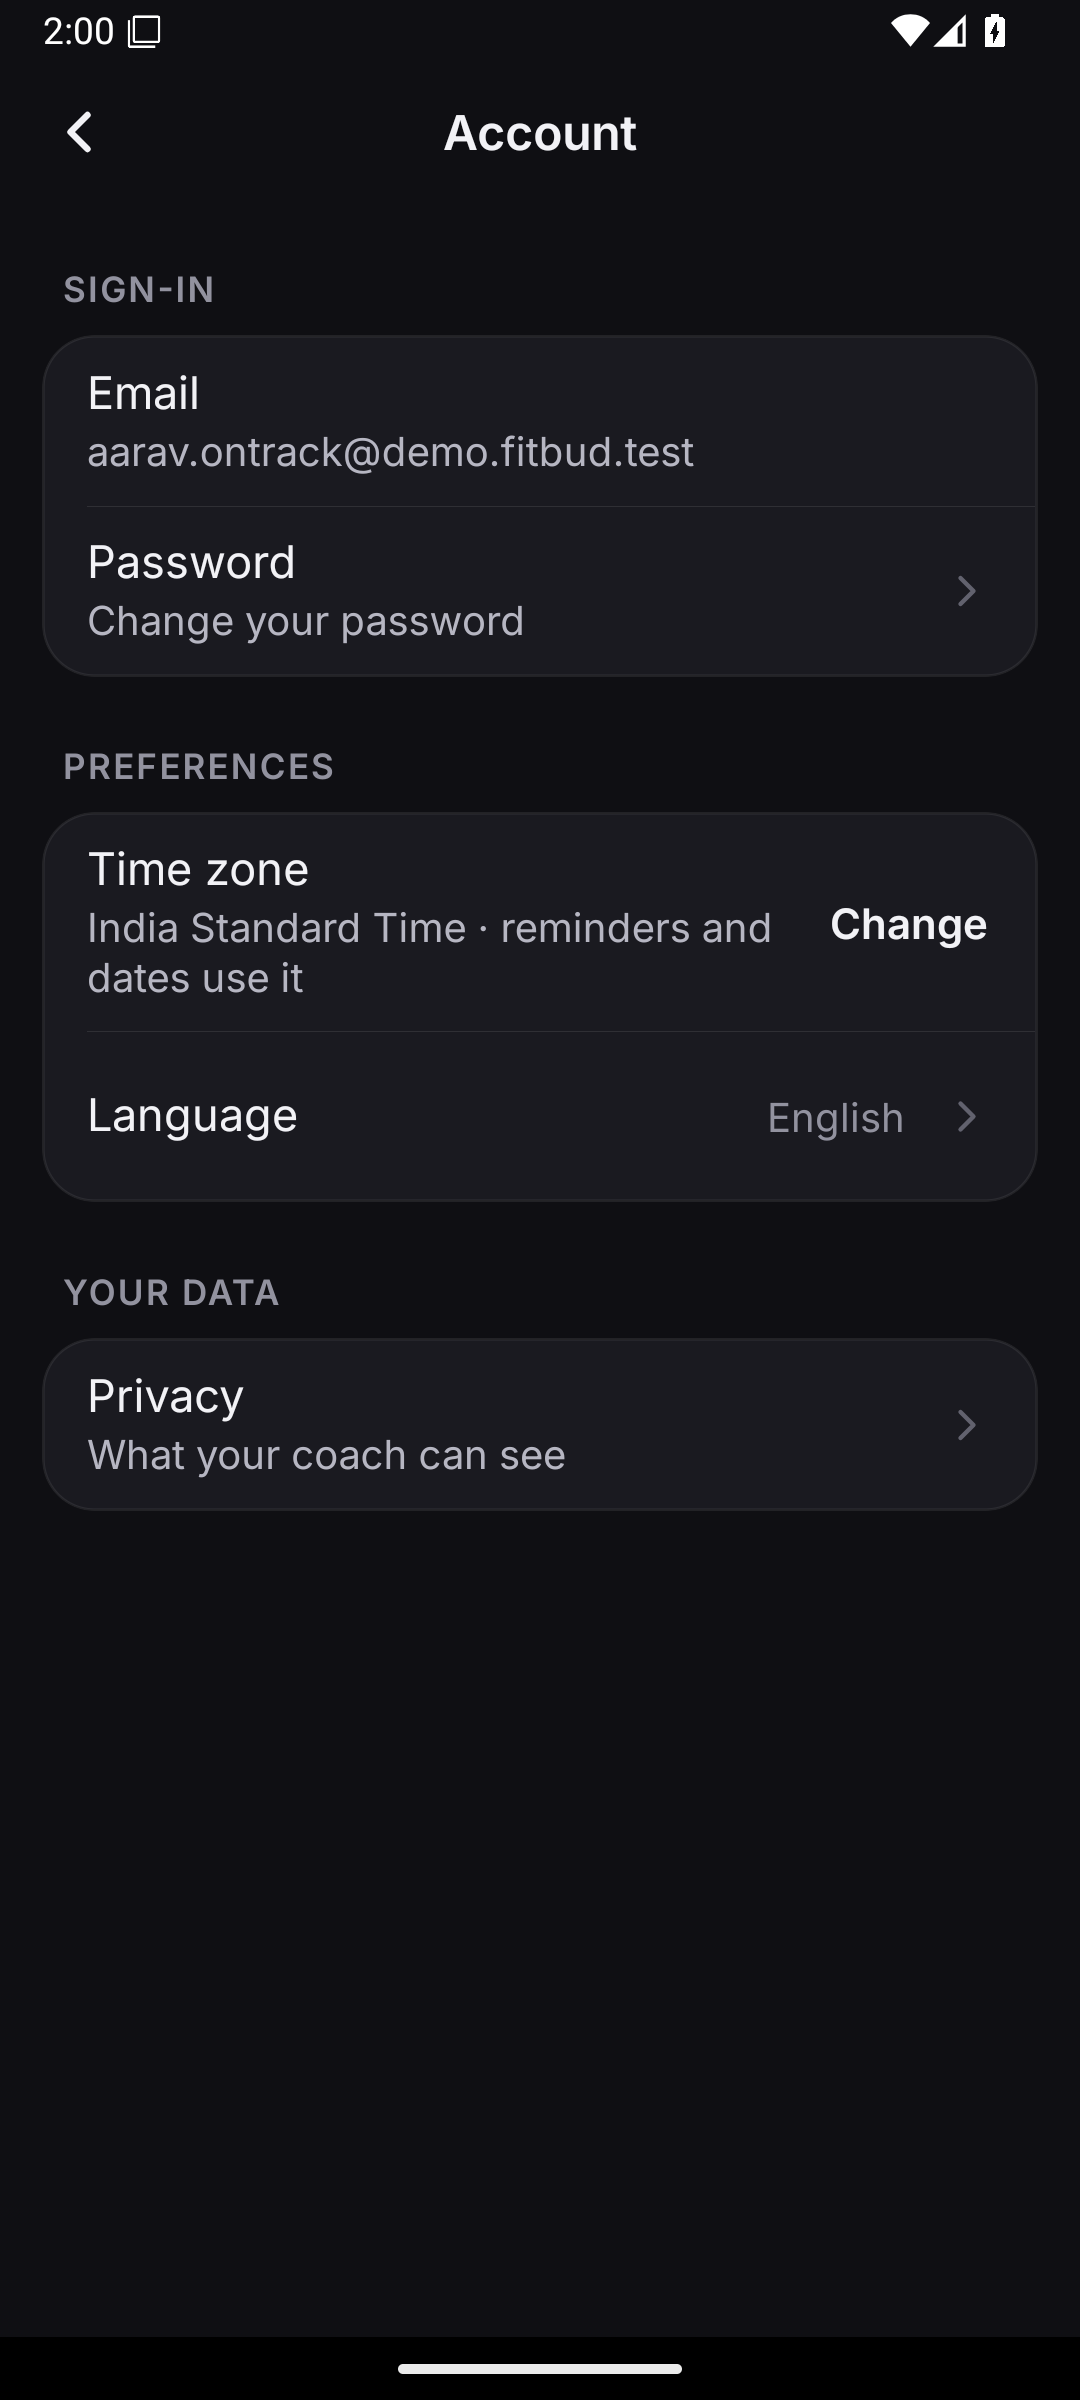 2:00
Account
SIGN-IN
Email
aarav.ontrack@demo.fitbud.test
Password
Change your password
PREFERENCES
Time zone
India Standard Time · reminders and
dates use it
Change
Language
English
YOUR DATA
Privacy
What your coach can see